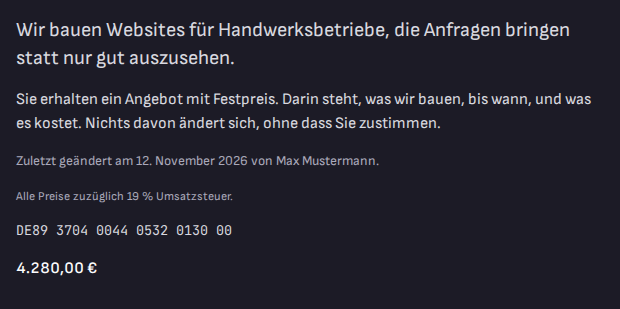 Wir bauen Websites für Handwerksbetriebe, die Anfragen bringen
statt nur gut auszusehen.
Sie erhalten ein Angebot mit Festpreis. Darin steht, was wir bauen, bis wann, und was
es kostet. Nichts davon ändert sich, ohne dass Sie zustimmen.
Zuletzt geändert am 12. November 2026 von Max Mustermann.
Alle Preise zuzüglich 19 % Umsatzsteuer.
DE89 3704 0044 0532 0130 00
4.280,00 €